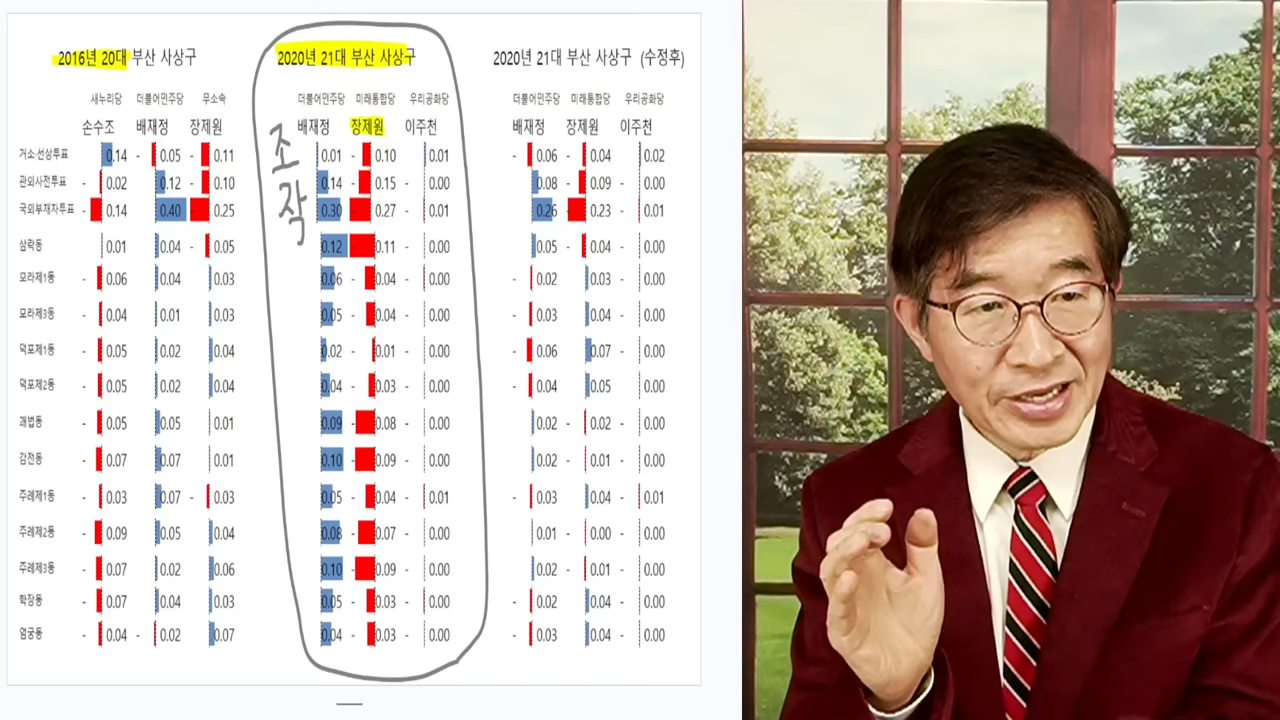 2016년 20대 부산 사상구 2020년 21대 부산 사상구 2020년 21대 부산 사상구 (수정후)
새누리당 더불어민주당 무소속 더불어민주당 미래통합당 우리공화당 더불어민주당 미래통합당 우리공화당
손수조 배재정 장제원 배재정 장제원 이주천 배재정 장제원 이주천
조작
거소·선상투표 0.14 - 0.05 - 0.11 0.01 - 0.10 0.01 - 0.06 - 0.04 0.02
관외사전투표 - 0.02 0.12 - 0.10 0.14 - 0.15 - 0.00 0.08 - 0.09 - 0.00
국외부재자투표 - 0.14 0.40 - 0.25 0.30 - 0.27 - 0.01 0.26 - 0.23 - 0.01
삼락동 0.01 0.04 - 0.05 0.12 - 0.11 - 0.00 0.05 - 0.04 - 0.00
모라제1동 - 0.06 0.04 0.03 0.06 - 0.04 - 0.00 - 0.02 0.03 - 0.00
모라제3동 - 0.04 0.01 0.03 0.05 - 0.04 - 0.00 - 0.03 0.04 - 0.00
덕포제1동 - 0.05 0.02 0.04 0.02 - 0.01 - 0.00 - 0.06 0.07 - 0.00
덕포제2동 - 0.05 0.02 0.04 0.04 - 0.03 - 0.00 - 0.04 0.05 - 0.00
괘법동 - 0.05 0.05 0.01 0.09 - 0.08 - 0.00 0.02 - 0.02 - 0.00
감전동 - 0.07 0.07 0.01 0.10 - 0.09 - 0.00 0.02 - 0.01 - 0.00
주례제1동 - 0.03 0.07 - 0.03 0.05 - 0.04 - 0.01 - 0.03 0.04 - 0.01
주례제2동 - 0.09 0.05 0.04 0.08 - 0.07 - 0.00 0.01 - 0.00 - 0.00
주례제3동 - 0.07 0.02 0.06 0.10 - 0.09 - 0.00 0.02 - 0.01 - 0.00
학장동 - 0.07 0.04 0.03 0.05 - 0.03 - 0.00 - 0.02 0.04 - 0.00
엄궁동 - 0.04 - 0.02 0.07 0.04 - 0.03 - 0.00 - 0.03 0.04 - 0.00